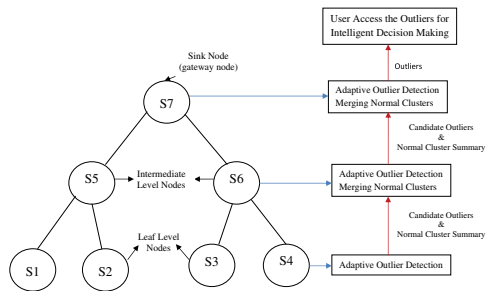 User Access the Outliers for
Intelligent Decision Making
Sink Node
(gateway node)
Outliers
S7
Adaptive Outlier Detection
Merging Normal Clusters
Candidate Outliers
&
Normal Cluster Summary
S5
Intermediate
Level Nodes
S6
Adaptive Outlier Detection
Merging Normal Clusters
Candidate Outliers
&
Normal Cluster Summary
Leaf Level
Nodes
S1
S2
S3
S4
Adaptive Outlier Detection